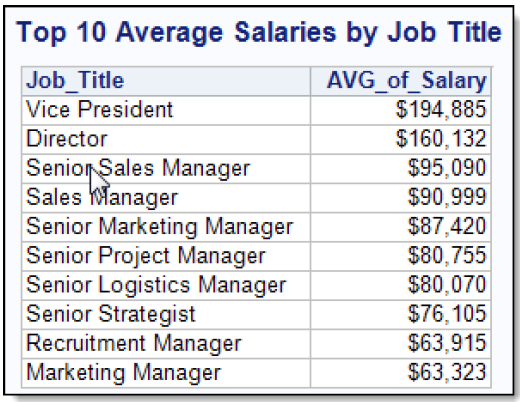 Top 10 Average Salaries by Job Title
Job_Title AVG_of_Salary
Vice President $194,885
Director $160,132
Senior Sales Manager $95,090
Sales Manager $90,999
Senior Marketing Manager $87,420
Senior Project Manager $80,755
Senior Logistics Manager $80,070
Senior Strategist $76,105
Recruitment Manager $63,915
Marketing Manager $63,323